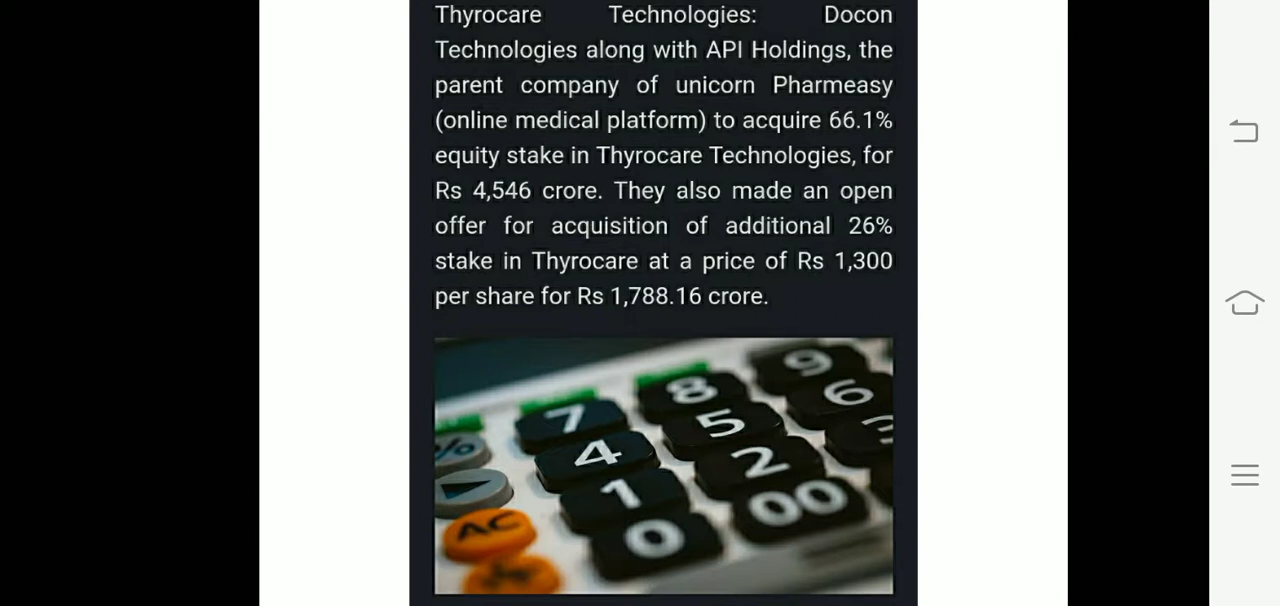 Thyrocare Technologies: Docon
Technologies along with API Holdings, the
parent company of unicorn Pharmeasy
(online medical platform) to acquire 66.1%
equity stake in Thyrocare Technologies, for
Rs 4,546 crore. They also made an open
offer for acquisition of additional 26%
stake in Thyrocare at a price of Rs 1,300
per share for Rs 1,788.16 crore.
7 8 9
% 4 5 6
1 2 3
AC 0 00